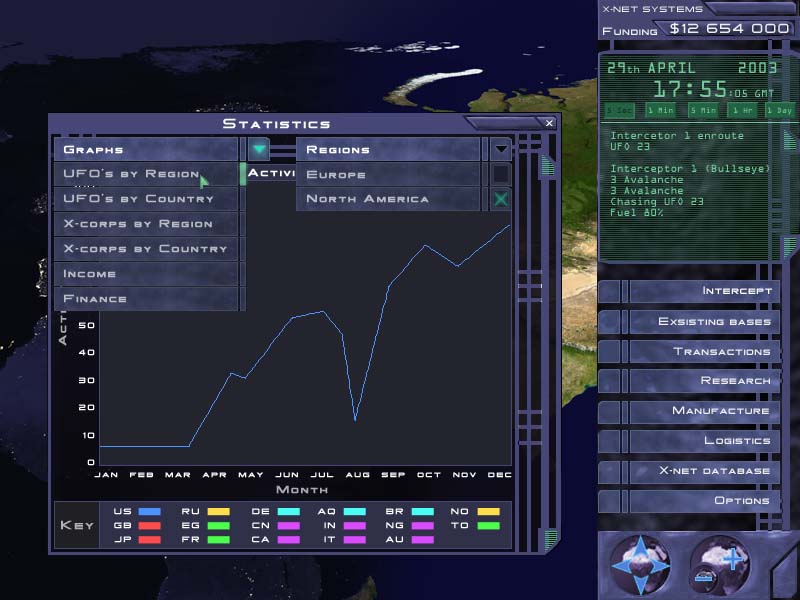 X-NET SYSTEMS
FUNDING $12 654 000
29TH APRIL 2003
17:55:05 GMT
5 Sec 1 Min 5 Min 1 Hr 1 Day
Intercetor 1 enroute
UFO 23
Interceptor 1 (Bullseye)
3 Avalanche
3 Avalanche
Chasing UFO 23
Fuel 80%
STATISTICS
GRAPHS
REGIONS
UFO'S BY REGION
ACTIVI
EUROPE
UFO'S BY COUNTRY
NORTH AMERICA
X-CORPS BY REGION
X-CORPS BY COUNTRY
INCOME
FINANCE
ACTI
50
40
30
20
10
0
JAN FEB MAR APR MAY JUN JUL AUG SEP OCT NOV DEC
MONTH
KEY
US RU DE AQ BR NO
GB EG CN IN NG TO
JP FR CA IT AU
INTERCEPT
EXSISTING BASES
TRANSACTIONS
RESEARCH
MANUFACTURE
LOGISTICS
X-NET DATABASE
OPTIONS